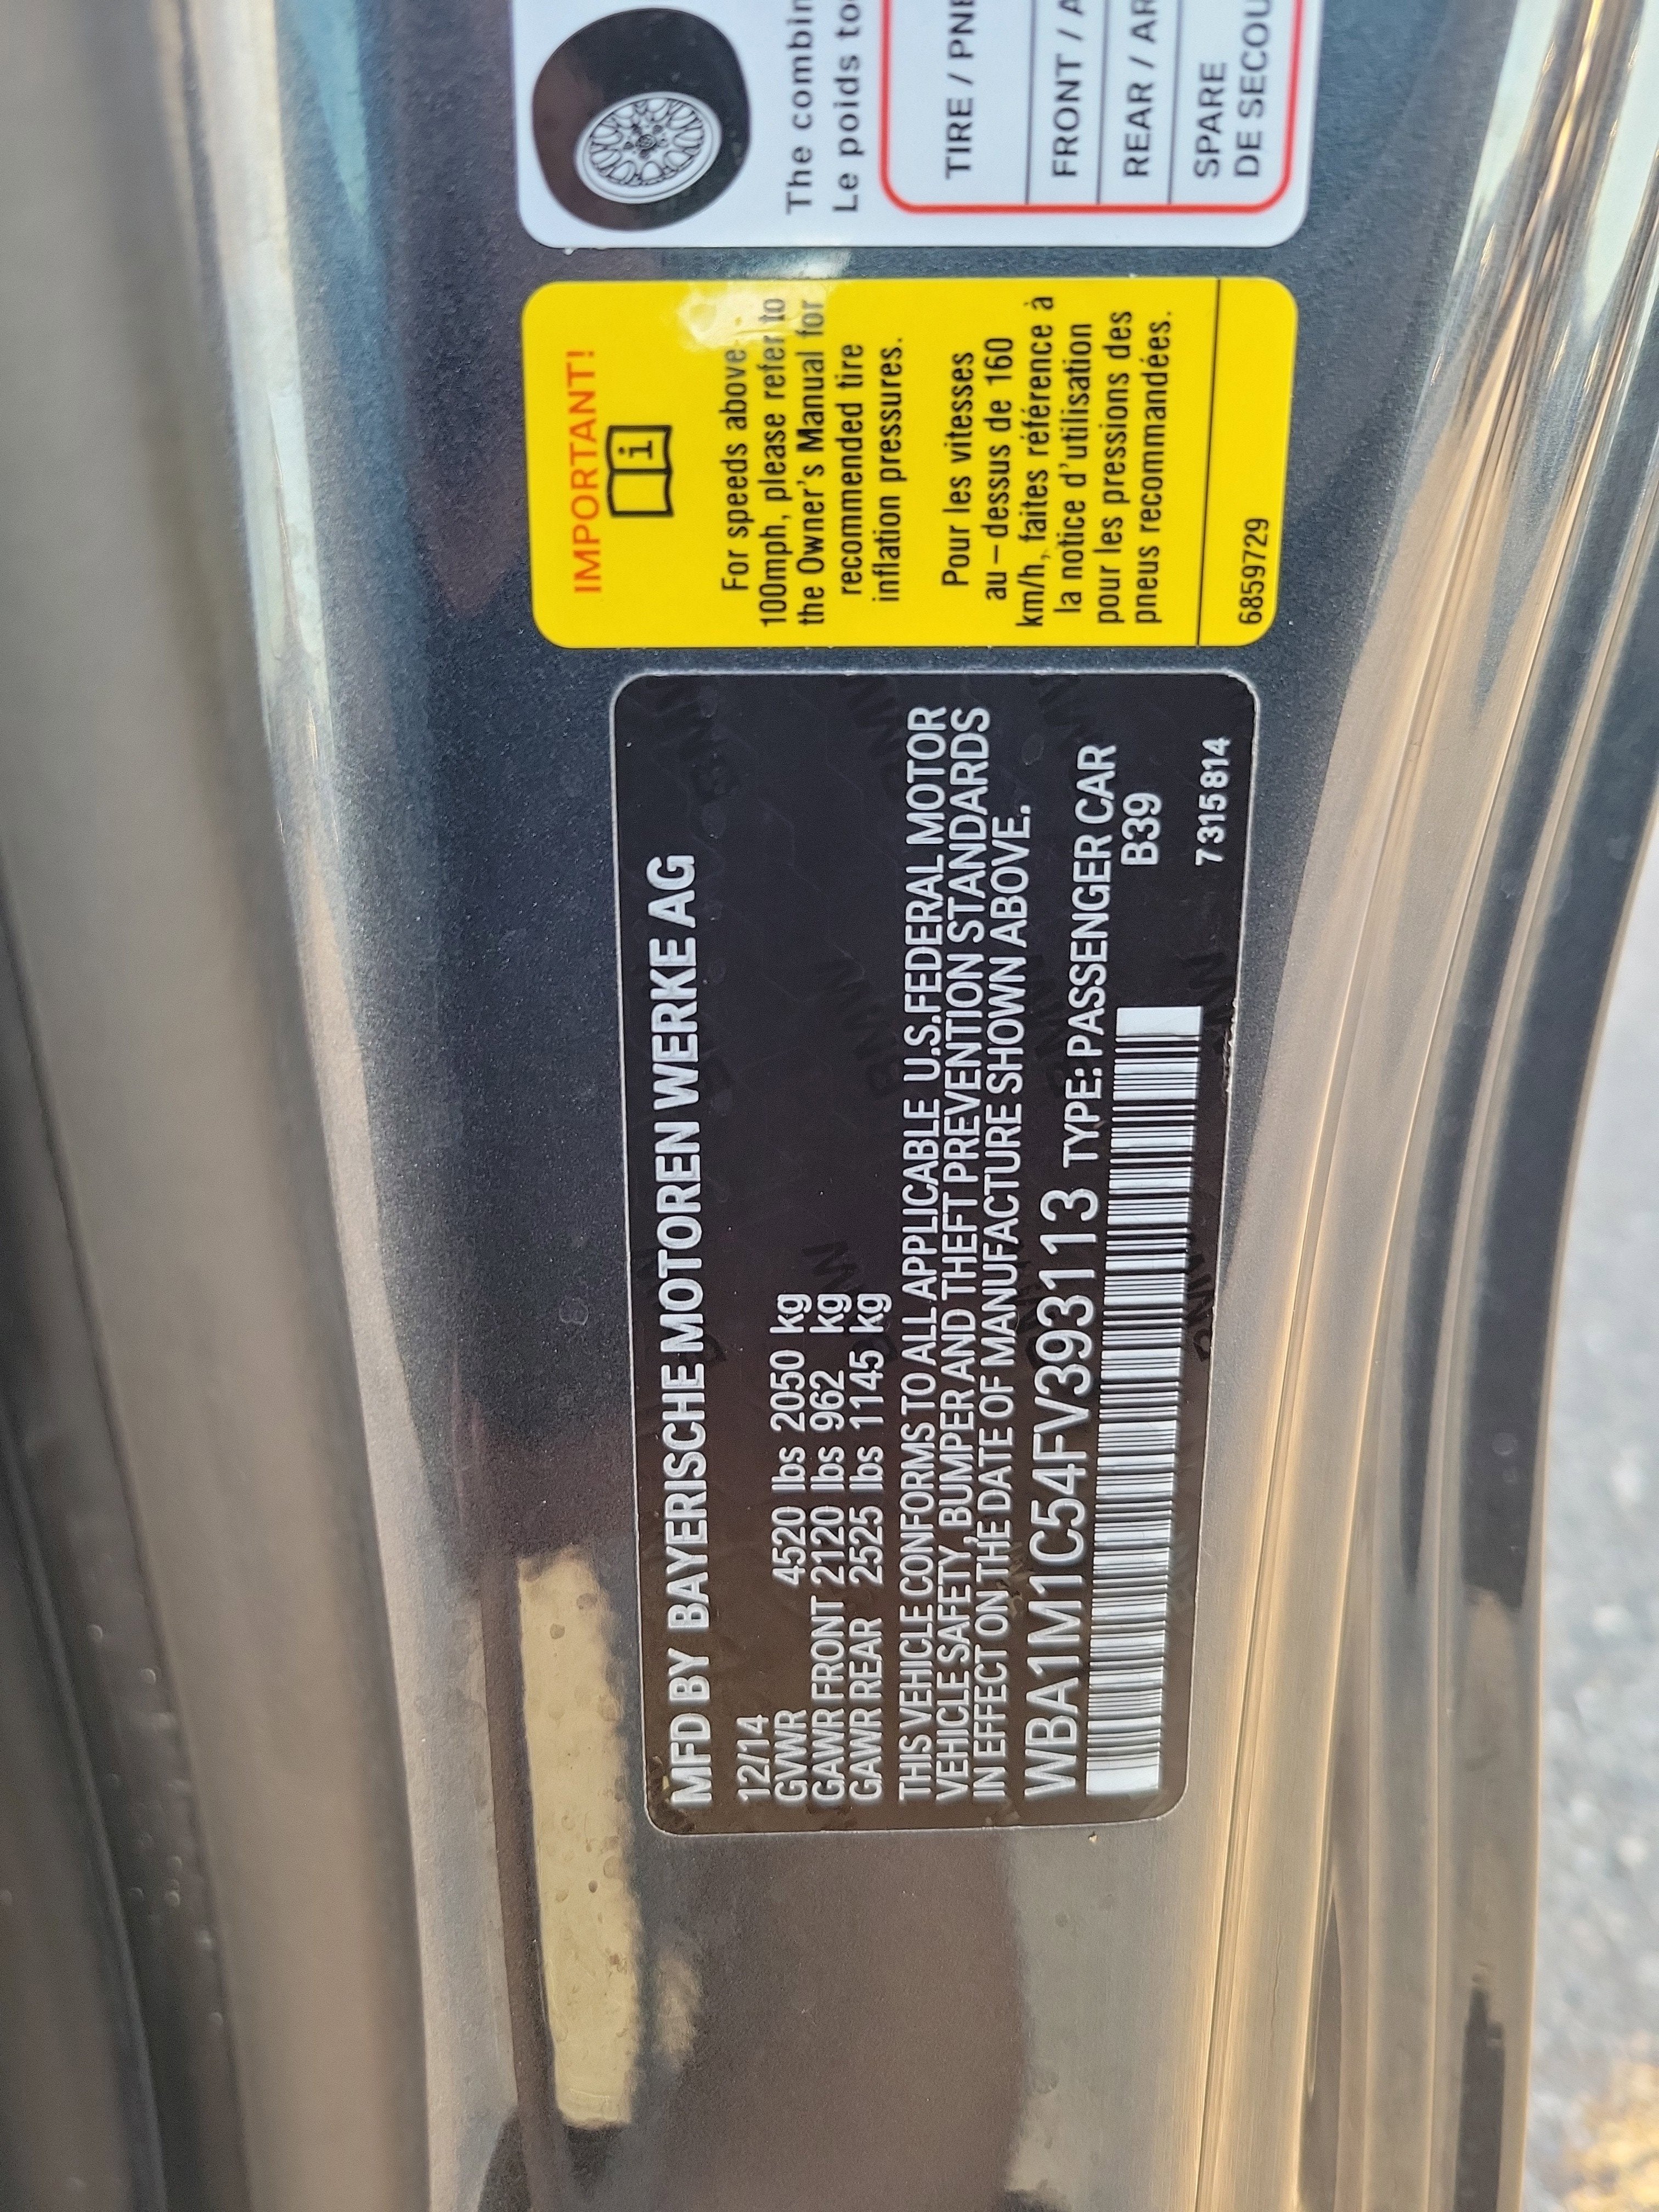 MFD BY BAYERISCHE MOTOREN WERKE AG
12/14
GVWR 4520 lbs 2050 kg
GAWR FRONT 2120 lbs 962 kg
GAWR REAR 2525 lbs 1145 kg
THIS VEHICLE CONFORMS TO ALL APPLICABLE U.S.FEDERAL MOTOR
VEHICLE SAFETY, BUMPER AND THEFT PREVENTION STANDARDS
IN EFFECT ON THE DATE OF MANUFACTURE SHOWN ABOVE.
WBA1M1C54FV393113 TYPE: PASSENGER CAR
B39
7315814
IMPORTANT!
i
For speeds above
100mph, please refer to
the Owner's Manual for
recommended tire
inflation pressures.
Pour les vitesses
au-dessus de 160
km/h, faites référence à
la notice d'utilisation
pour les pressions des
pneus recommandées.
68597729
The combin
Le poids to
TIRE / PNE
FRONT / A
REAR / AR
SPARE
DE SECOU